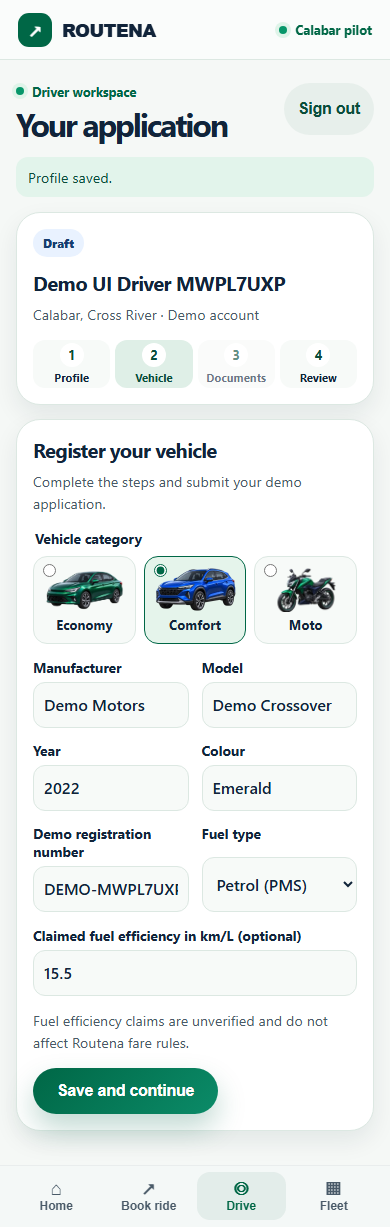 ROUTENA
Calabar pilot
Driver workspace
Your application
Sign out
Profile saved.
Draft
Demo UI Driver MWPL7UXP
Calabar, Cross River · Demo account
1
Profile
2
Vehicle
3
Documents
4
Review
Register your vehicle
Complete the steps and submit your demo
application.
Vehicle category
Economy
Comfort
Moto
Manufacturer
Model
Demo Motors
Demo Crossover
Year
Colour
2022
Emerald
Demo registration
number
Fuel type
DEMO-MWPL7UX
Petrol (PMS)
Claimed fuel efficiency in km/L (optional)
15.5
Fuel efficiency claims are unverified and do not
affect Routena fare rules.
Save and continue
Home
Book ride
Drive
Fleet